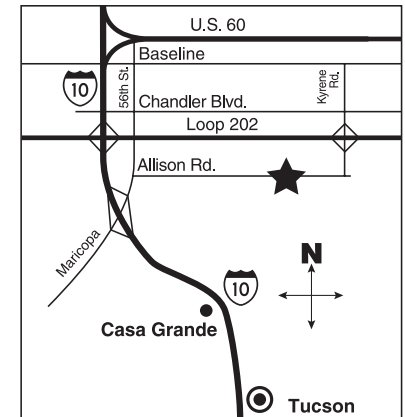 U.S. 60
Baseline
10
56th St.
Kyrene
Rd.
Chandler Blvd.
Loop 202
Allison Rd.
Maricopa
N
10
Casa Grande
Tucson